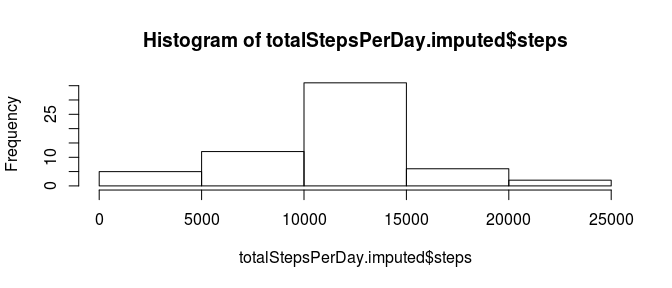 Histogram of totalStepsPerDay.imputed$steps
Frequency
25
10
0
0 5000 10000 15000 20000 25000
totalStepsPerDay.imputed$steps